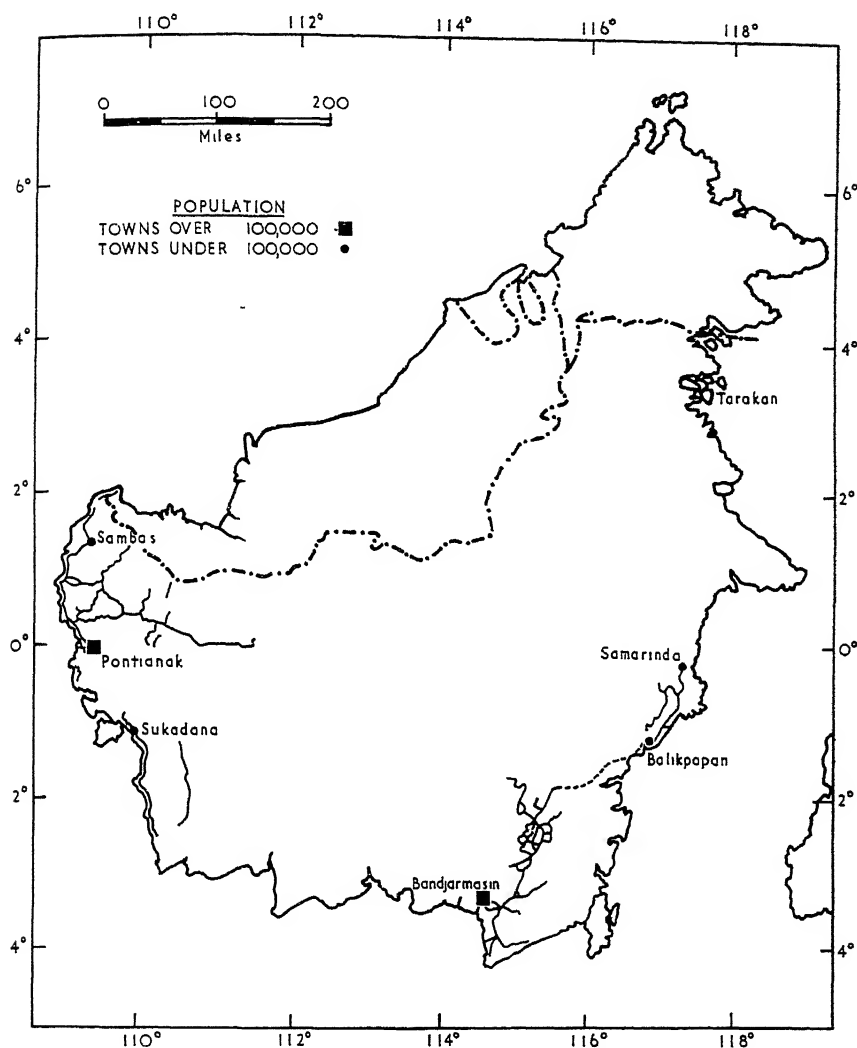 110° 112° 114° 116° 118°
0 100 200
Miles
POPULATION
TOWNS OVER 100,000
TOWNS UNDER 100,000
6° 6°
4° 4°
Tarakan
2° 2°
Sambas
0° 0°
Pontianak
Samarinda
Sukadana
Balikpapan
2° 2°
Bandjarmasin
4° 4°
110° 112° 114° 116° 118°